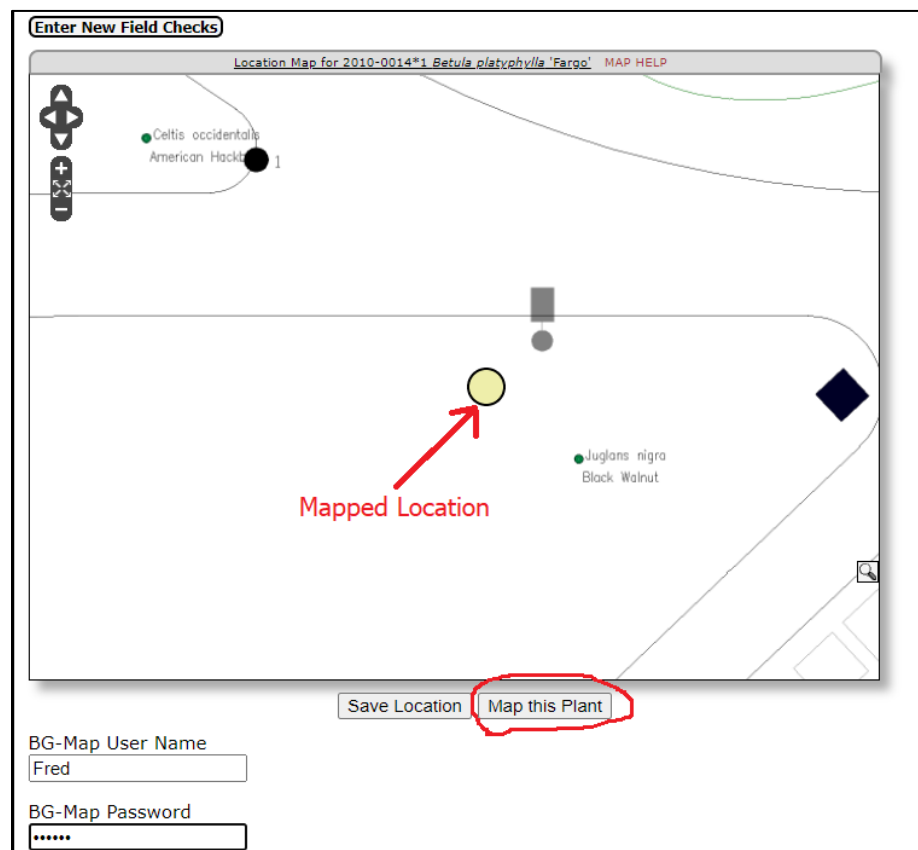 Enter New Field Checks
Location Map for 2010-0014*1 Betula platyphylla 'Fargo' MAP HELP
Celtis occidentalis
American Hackb
1
Juglans nigra
Black Walnut
Mapped Location
Save Location Map this Plant
BG-Map User Name
Fred
BG-Map Password
••••••